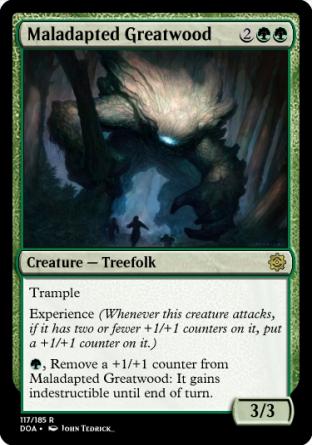 Maladapted Greatwood 2
Creature — Treefolk
Trample
Experience (Whenever this creature attacks,
if it has two or fewer +1/+1 counters on it, put
a +1/+1 counter on it.)
, Remove a +1/+1 counter from
Maladapted Greatwood: It gains
indestructible until end of turn.
3/3
117/185 R
DOA • John Tedrick_